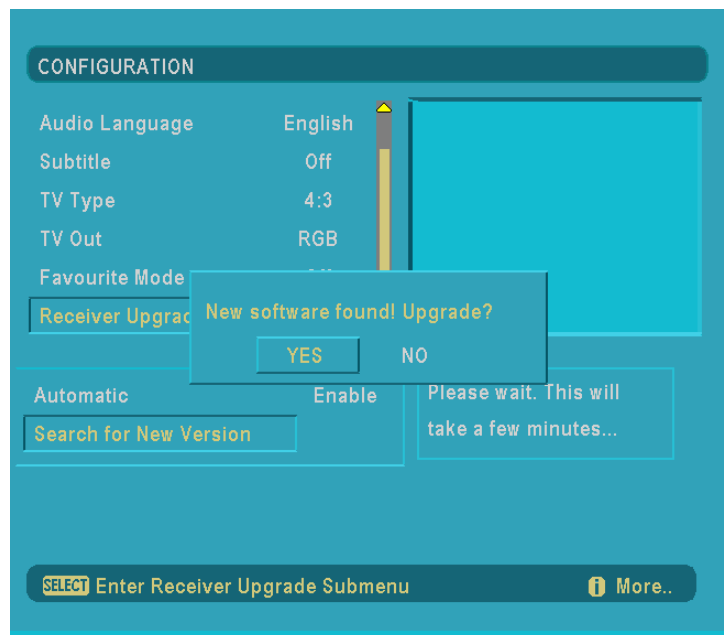 CONFIGURATION
Audio Language English
Subtitle Off
TV Type 4:3
TV Out RGB
Favourite Mode
Receiver Upgrad
New software found! Upgrade?
YES NO
Automatic Enable
Search for New Version
Please wait. This will
take a few minutes...
SELECT Enter Receiver Upgrade Submenu i More..